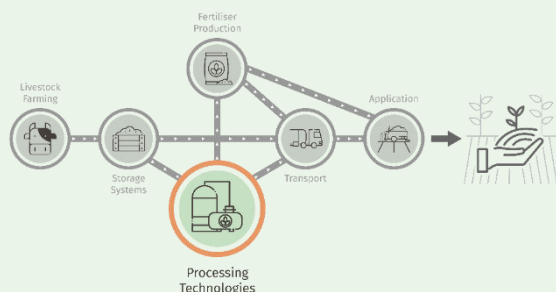 Fertiliser
Production
Livestock
Farming
Application
Storage
Systems
Transport
Processing
Technologies